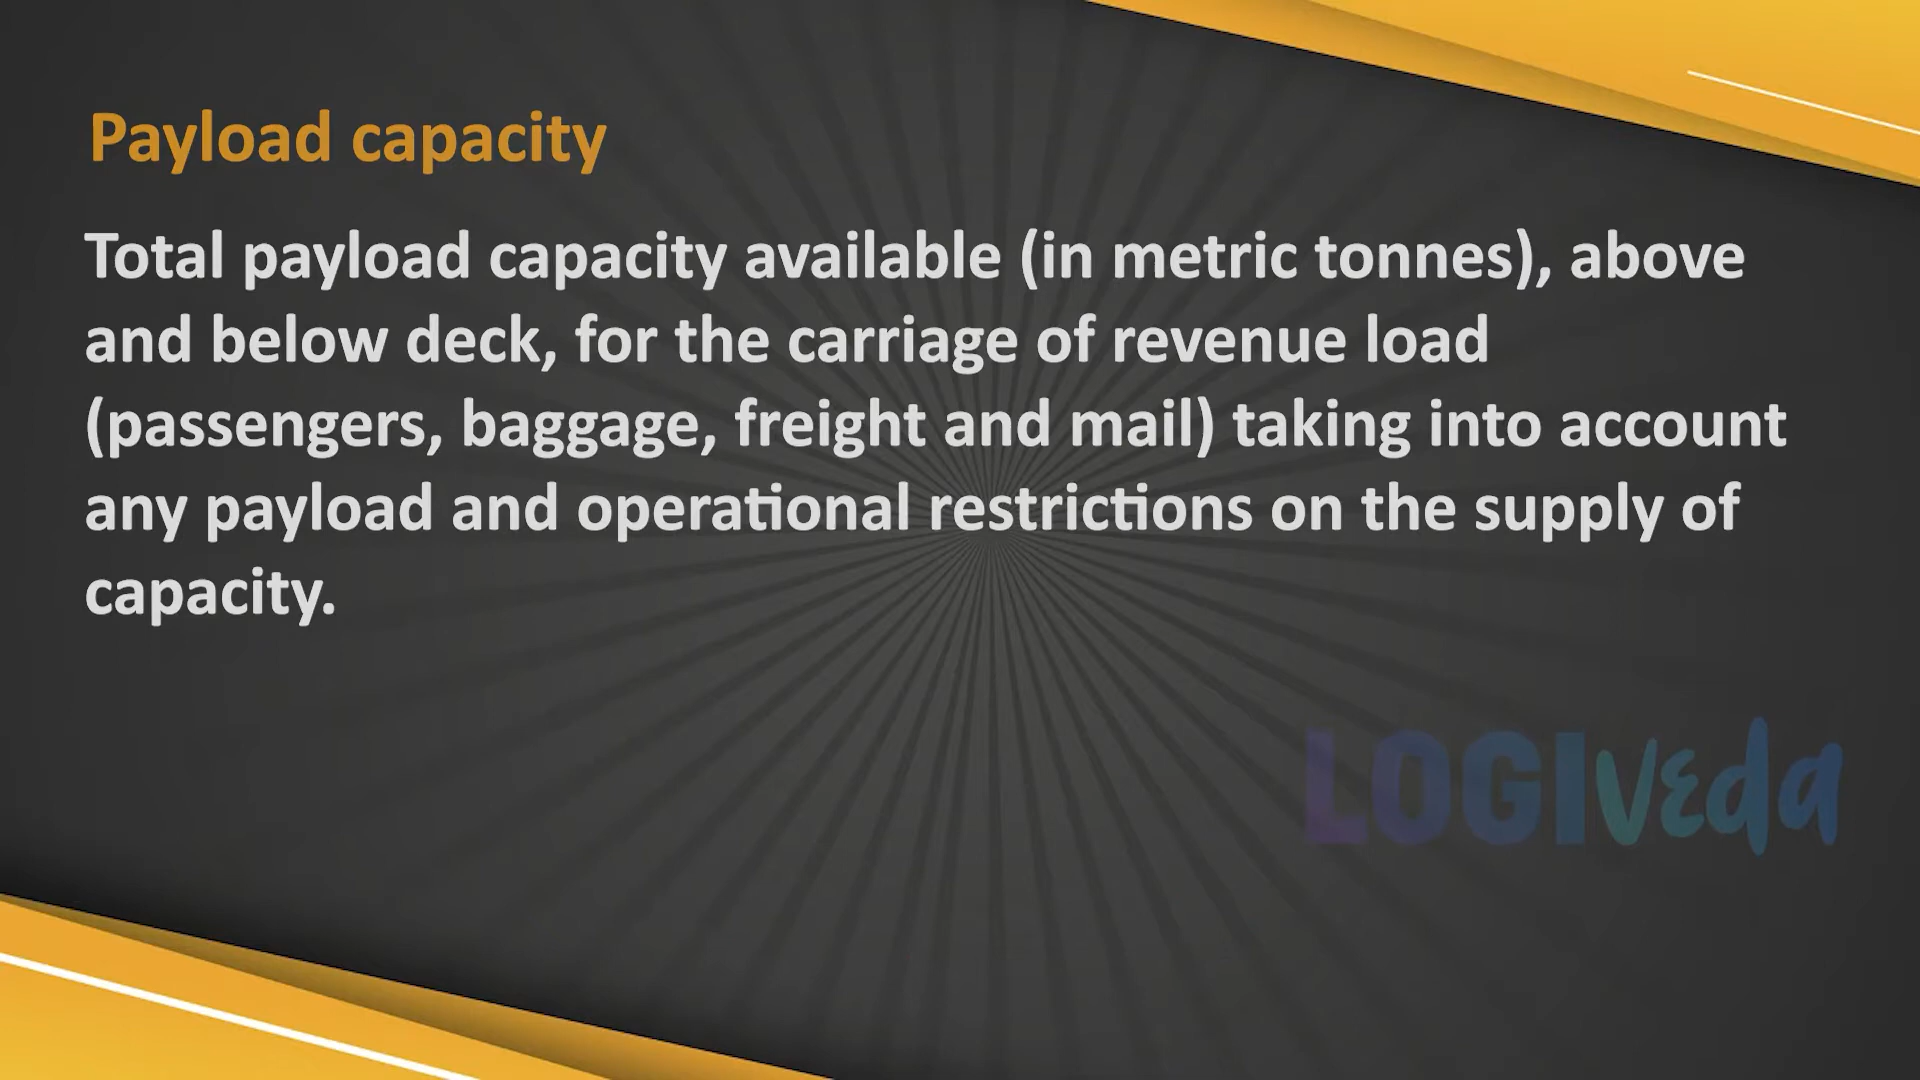 Payload capacity
Total payload capacity available (in metric tonnes), above
and below deck, for the carriage of revenue load
(passengers, baggage, freight and mail) taking into account
any payload and operational restrictions on the supply of
capacity.
LOGIVEda